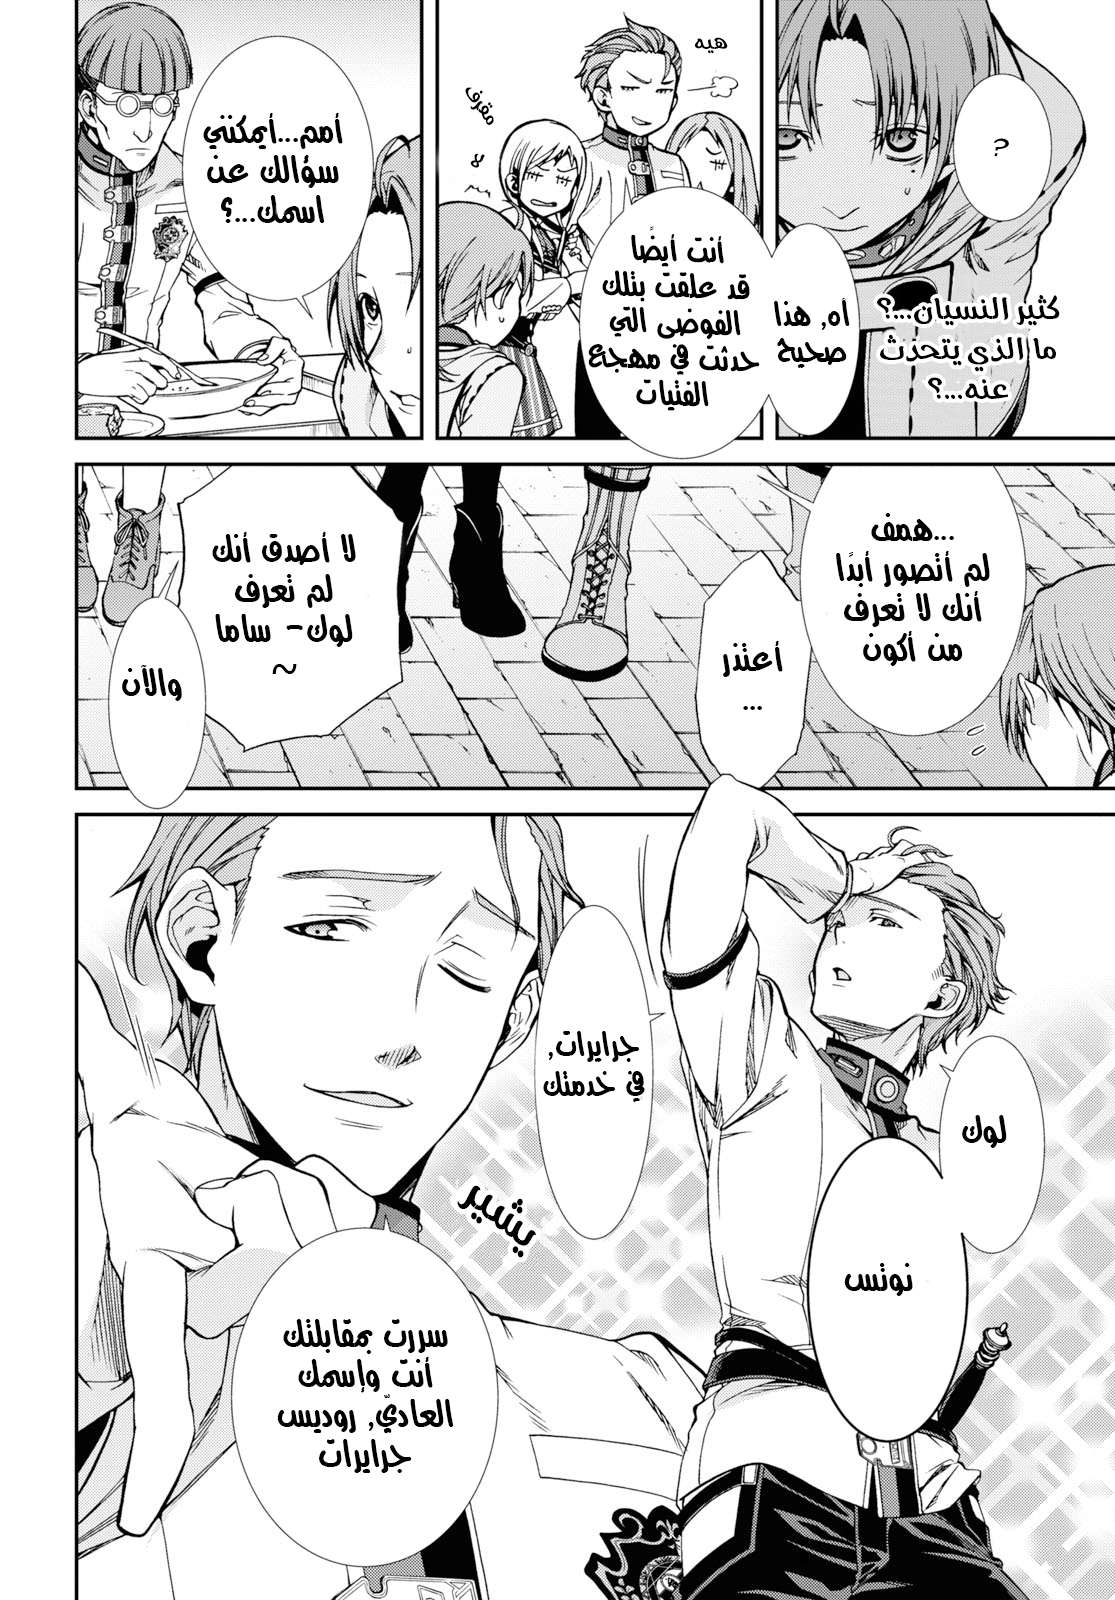 ؟
كثير النسيان...؟
ما الذي يتحدث
عنه...؟
أه, هذا
صحيح
هيه
مقرف
أنت أيضًا
قد علقت بتلك
الفوضى التي
حدثت في مهجع
الفتيات
أمم...أيمكنني
سؤالك عن
اسمك...؟
...همف
لم أتصور أبدًا
أنك لا تعرف
من أكون
أعتذر
...
لا أصدق أنك
لم تعرف
لوك- ساما
~
والآن
لوك
نوتس
جرايرات,
في خدمتك
يشير
سررت بمقابلتك
أنت وإسمك
العاديّ, روديس
جرايرات